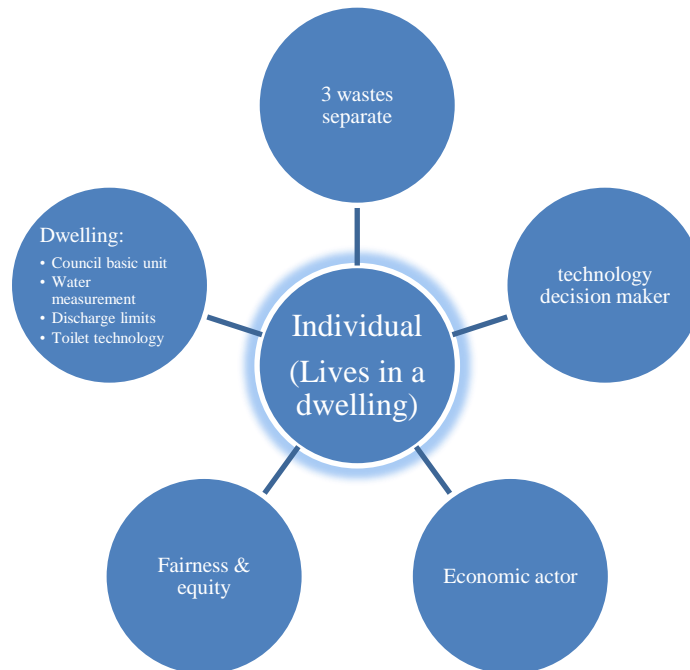 3 wastes
separate
Dwelling:
• Council basic unit
• Water
measurement
• Discharge limits
• Toilet technology
technology
decision maker
Individual
(Lives in a
dwelling)
Fairness &
equity
Economic actor